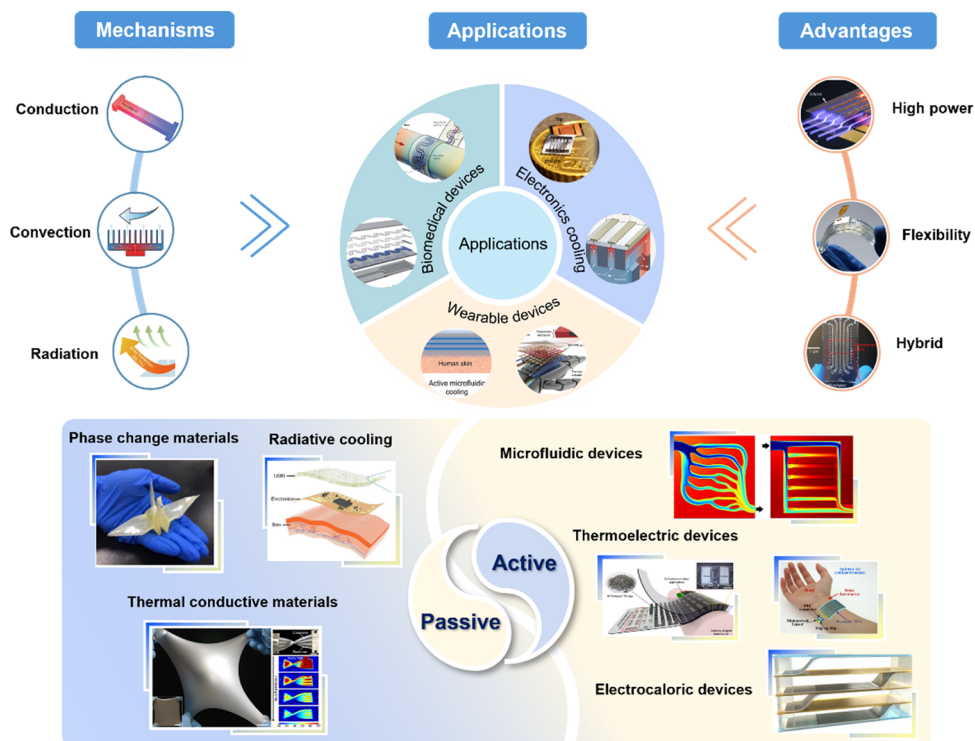 Mechanisms
Applications
Advantages
Conduction
Convection
Radiation
Biomedical devices
Electronics cooling
Applications
Wearable devices
Human skin
Active microfluidic
cooling
High power
Flexibility
Hybrid
Phase change materials
Radiative cooling
Electronics
Skin
Thermal conductive materials
Passive
Active
Microfluidic devices
Thermoelectric devices
Electrocaloric devices